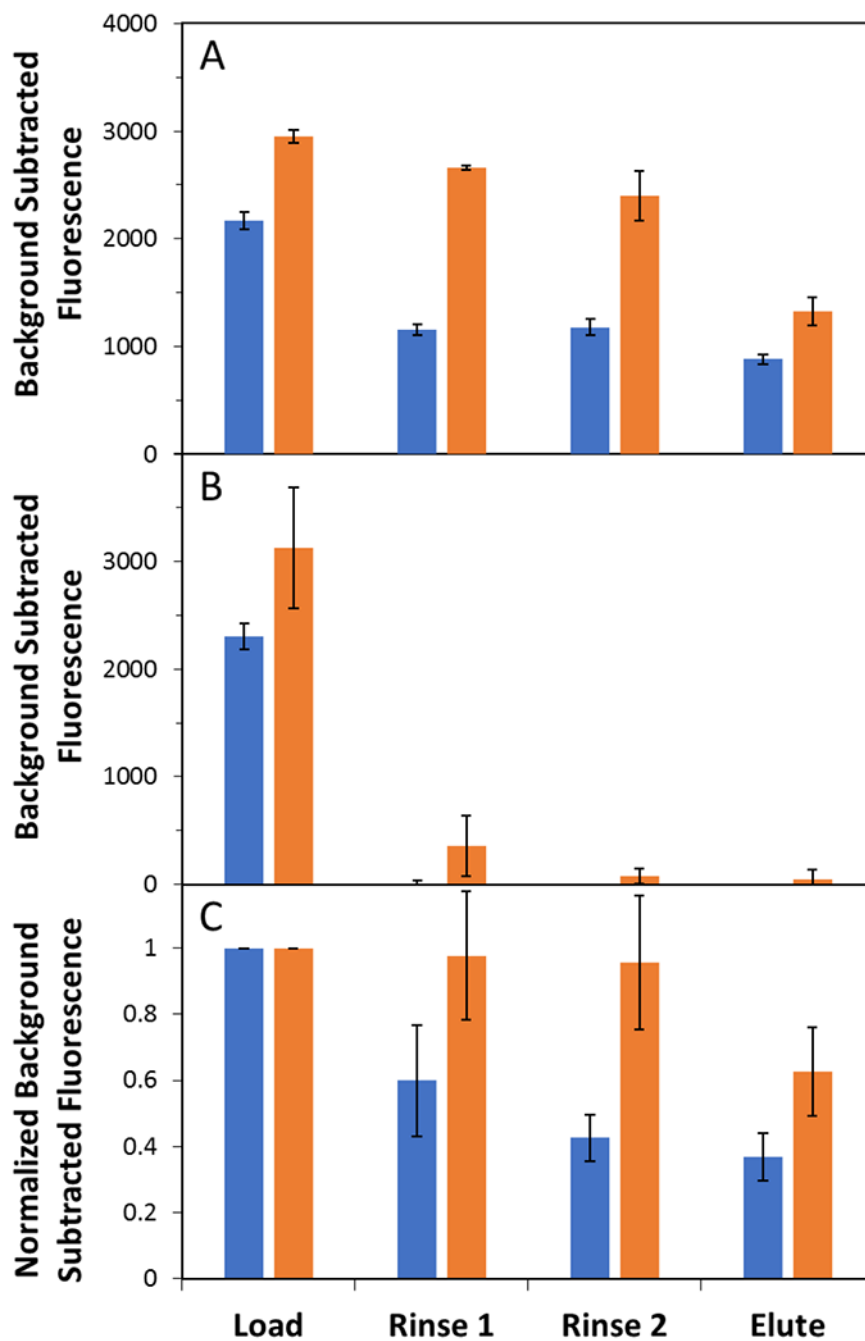 A
Background Subtracted
Fluorescence
4000
3000
2000
1000
0
B
Background Subtracted
Fluorescence
3000
2000
1000
0
C
Normalized Background
Subtracted Fluorescence
1
0.8
0.6
0.4
0.2
0
Load Rinse 1 Rinse 2 Elute